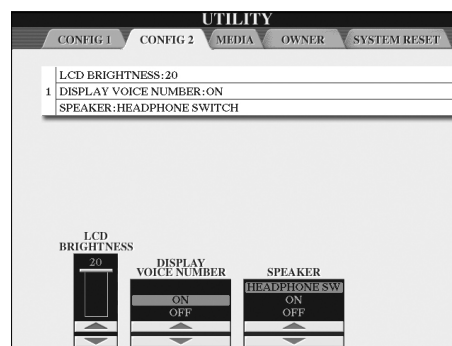 UTILITY
CONFIG 1 CONFIG 2 MEDIA OWNER SYSTEM RESET
LCD BRIGHTNESS:20
1 DISPLAY VOICE NUMBER:ON
SPEAKER:HEADPHONE SWITCH
LCD
BRIGHTNESS
20
DISPLAY
VOICE NUMBER
ON
OFF
SPEAKER
HEADPHONE SW
ON
OFF